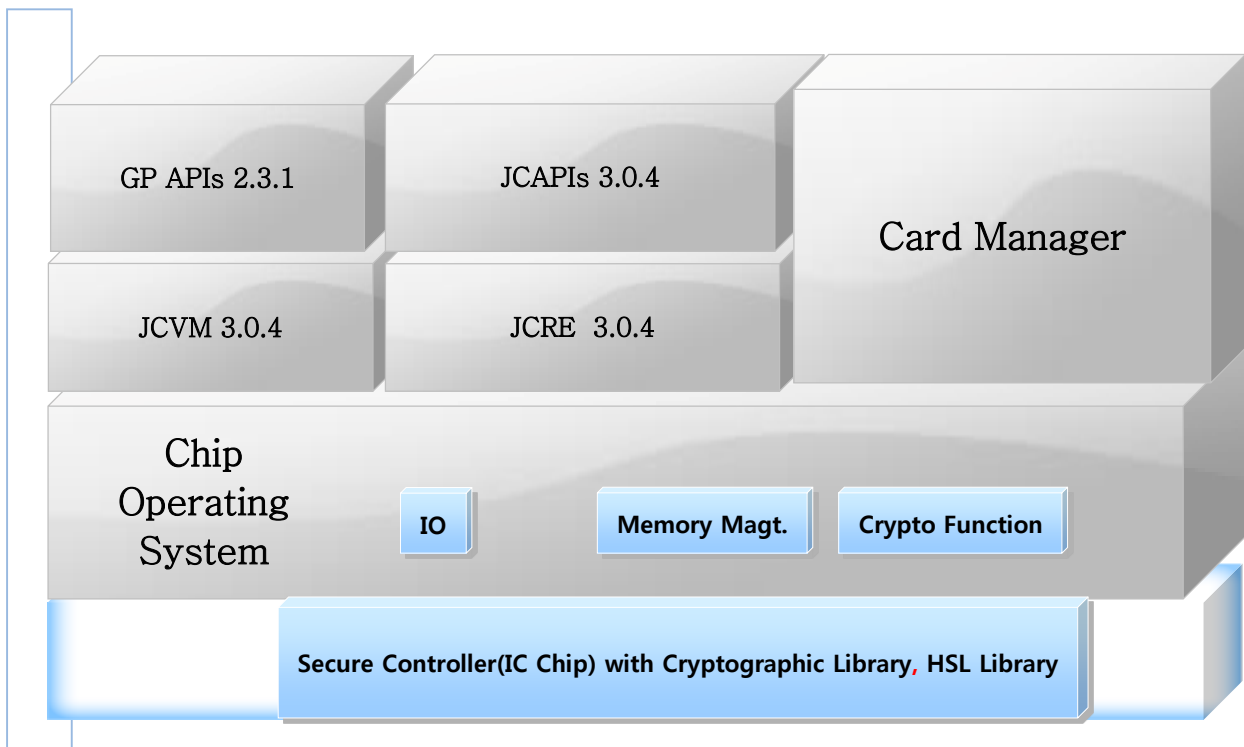 GP APIs 2.3.1
JCAPIs 3.0.4
Card Manager
JCVM 3.0.4
JCRE  3.0.4
Chip
Operating
System
IO
Memory Magt.
Crypto Function
Secure Controller(IC Chip) with Cryptographic Library, HSL Library